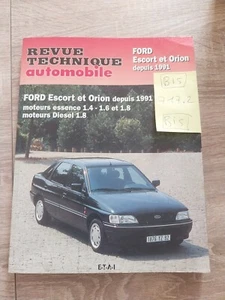 REVUE
TECHNIQUE
automobile
FORD
Escort et Orion
depuis 1991
FORD Escort et Orion depuis 1991
moteurs essence 1.4 - 1.6 et 1.8
moteurs Diesel 1.8
E·T·A·I